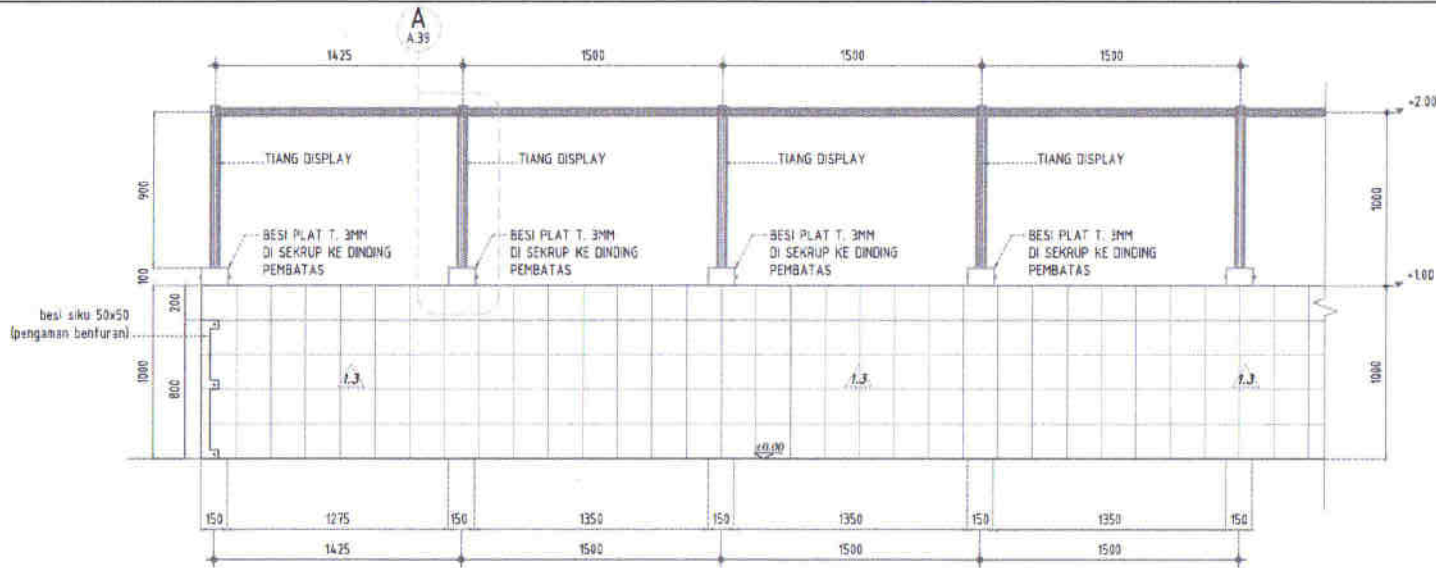 A
A.39
1425 1500 1500 1500
+2.00
TIANG DISPLAY TIANG DISPLAY TIANG DISPLAY TIANG DISPLAY
900
1000
BESI PLAT T. 3MM BESI PLAT T. 3MM BESI PLAT T. 3MM BESI PLAT T. 3MM
DI SEKRUP KE DINDING DI SEKRUP KE DINDING DI SEKRUP KE DINDING DI SEKRUP KE DINDING
PEMBATAS PEMBATAS PEMBATAS PEMBATAS
100
+1.00
200
besi siku 50x50
(pengaman benturan)
1000
800
1.3 1.3 1.3
1000
±0.00
150 1275 150 1350 150 1350 150 1350 150
1425 1500 1500 1500